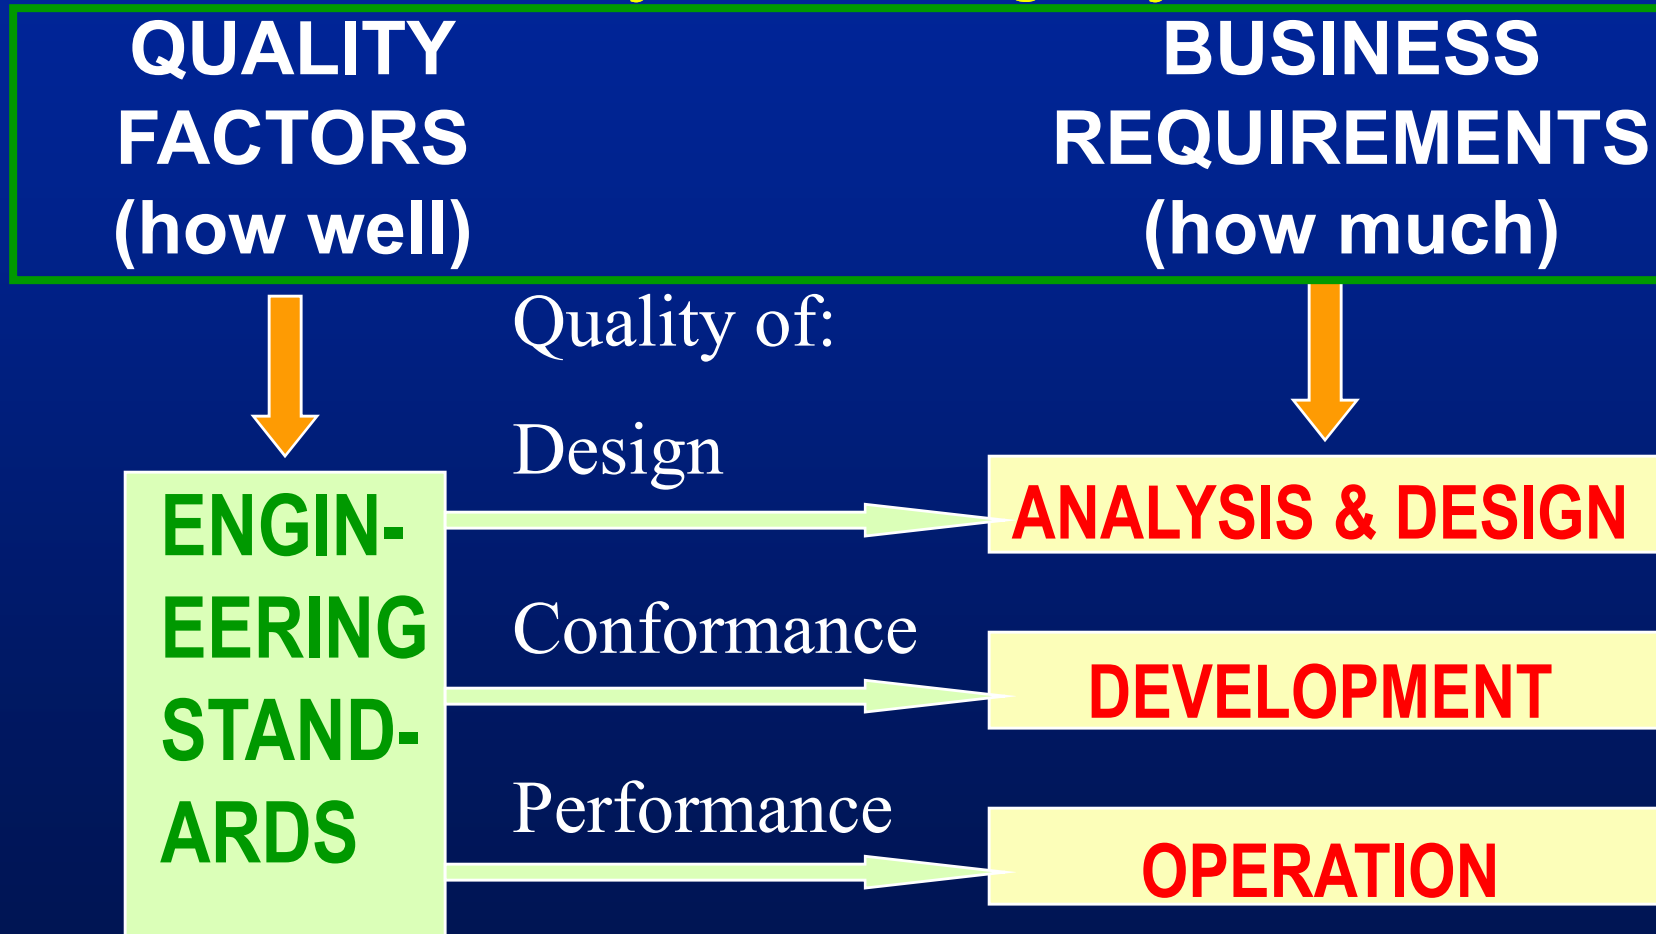 QUALITY
FACTORS
(how well)
BUSINESS
REQUIREMENTS
(how much)
Quality of:
Design
Conformance
Performance
ENGIN-
EERING
STAND-
ARDS
ANALYSIS & DESIGN
DEVELOPMENT
OPERATION